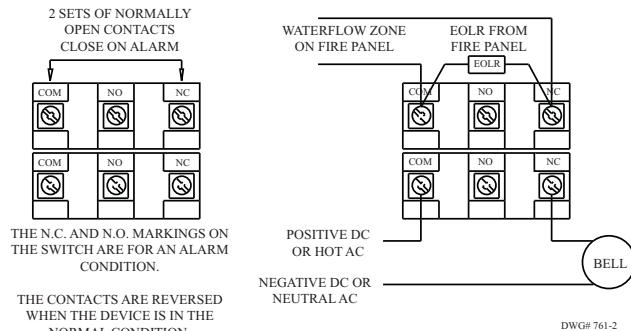 2 SETS OF NORMALLY
OPEN CONTACTS
CLOSE ON ALARM
COM NO NC
COM NO NC
THE N.C. AND N.O. MARKINGS ON
THE SWITCH ARE FOR AN ALARM
CONDITION.
THE CONTACTS ARE REVERSED
WHEN THE DEVICE IS IN THE
NORMAL CONDITION
WATERFLOW ZONE
ON FIRE PANEL
EOLR FROM
FIRE PANEL
EOLR
COM NO NC
COM NO NC
POSITIVE DC
OR HOT AC
NEGATIVE DC OR
NEUTRAL AC
BELL
DWG# 761-2